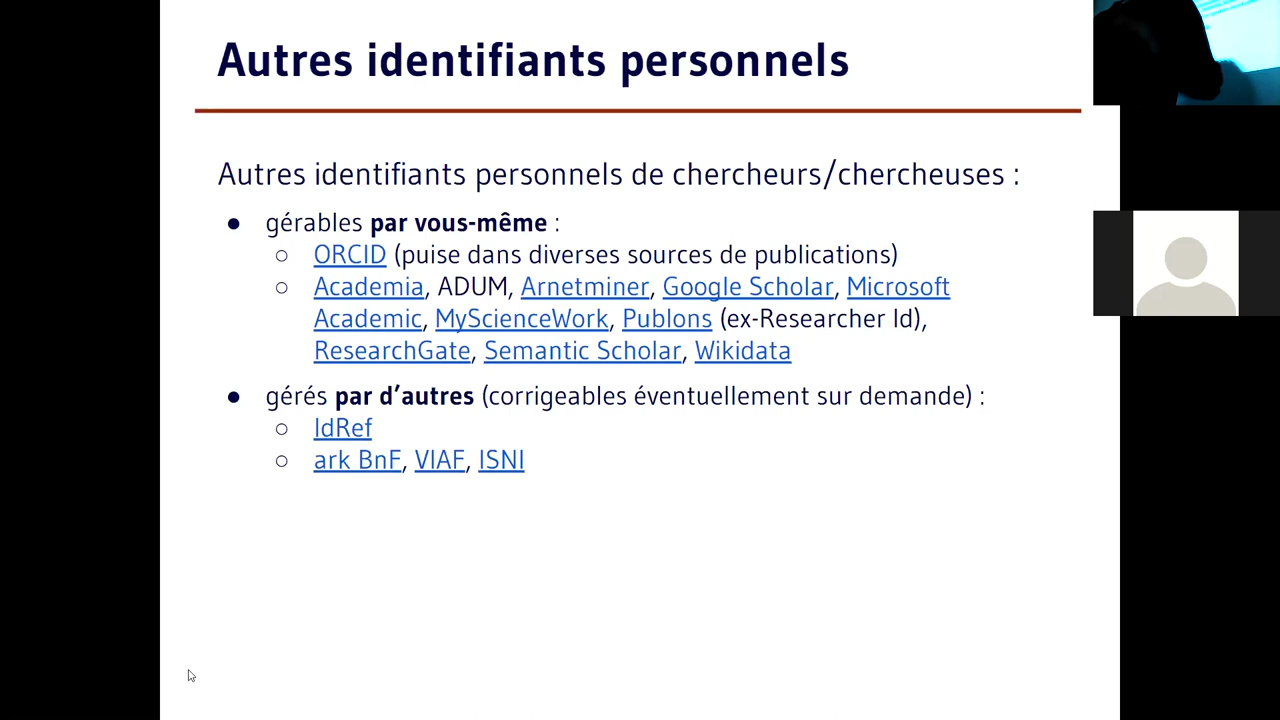 Autres identifiants personnels
Autres identifiants personnels de chercheurs/chercheuses :
● gérables par vous-même :
○ ORCID (puise dans diverses sources de publications)
○ Academia, ADUM, Arnetminer, Google Scholar, Microsoft
Academic, MyScienceWork, Publons (ex-Researcher Id),
ResearchGate, Semantic Scholar, Wikidata
● gérés par d’autres (corrigeables éventuellement sur demande) :
○ IdRef
○ ark BnF, VIAF, ISNI